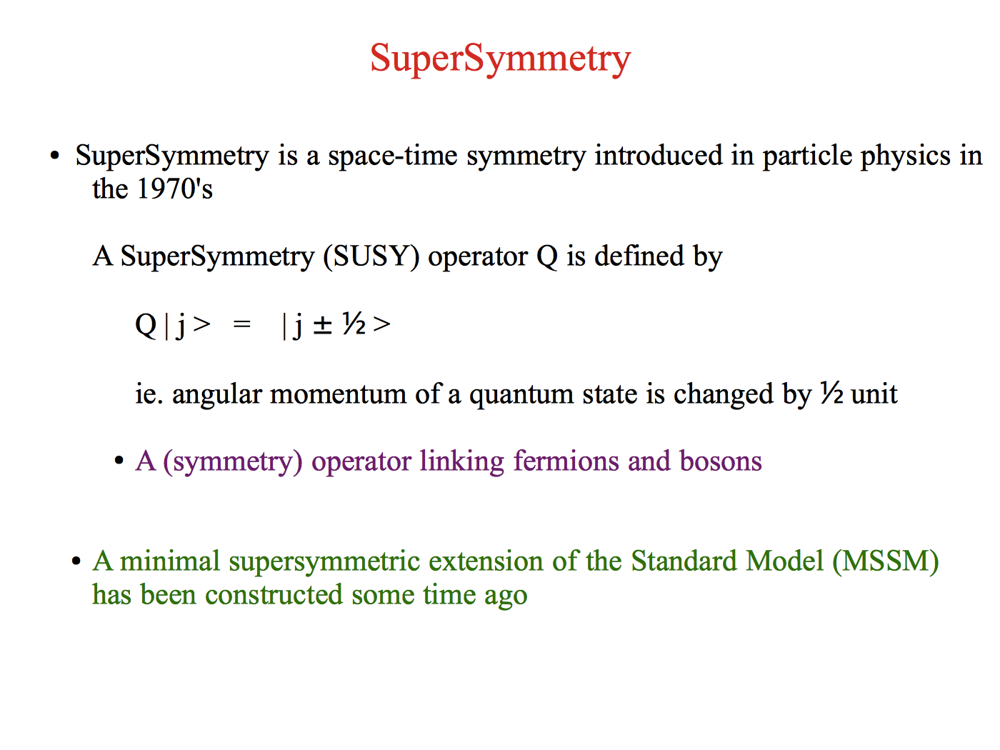 SuperSymmetry
• SuperSymmetry is a space-time symmetry introduced in particle physics in
the 1970's
A SuperSymmetry (SUSY) operator Q is defined by
Q | j > = | j ± ½ >
ie. angular momentum of a quantum state is changed by ½ unit
• A (symmetry) operator linking fermions and bosons
• A minimal supersymmetric extension of the Standard Model (MSSM)
has been constructed some time ago